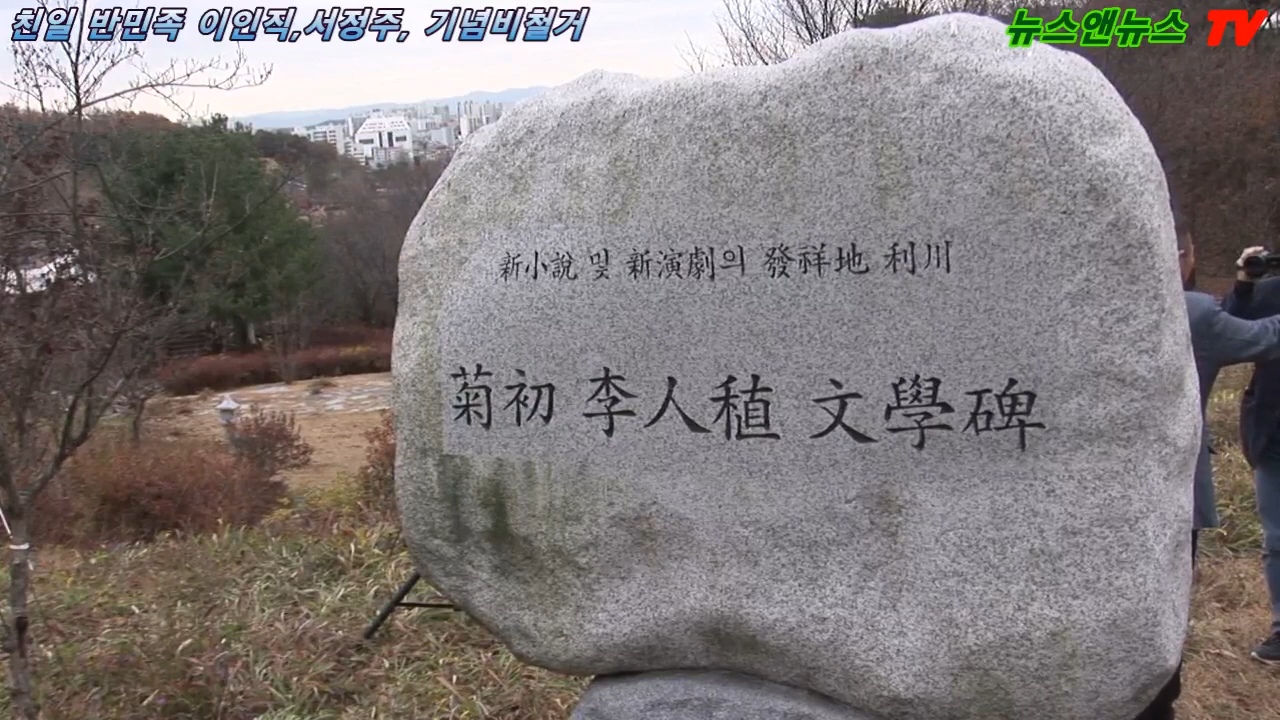 친일 반민족 이인직,서정주, 기념비철거
뉴스앤뉴스 TV
新小說 및 新演劇의 發祥地 利川
菊初 李人稙 文學碑